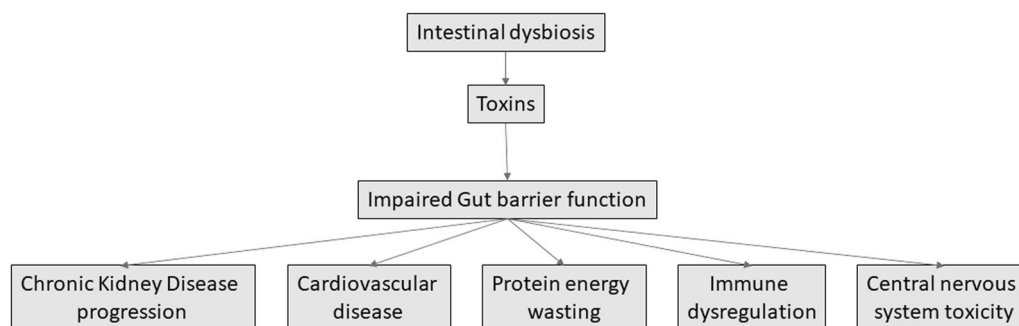 Intestinal dysbiosis
Toxins
Impaired Gut barrier function
Chronic Kidney Disease
progression
Cardiovascular
disease
Protein energy
wasting
Immune
dysregulation
Central nervous
system toxicity